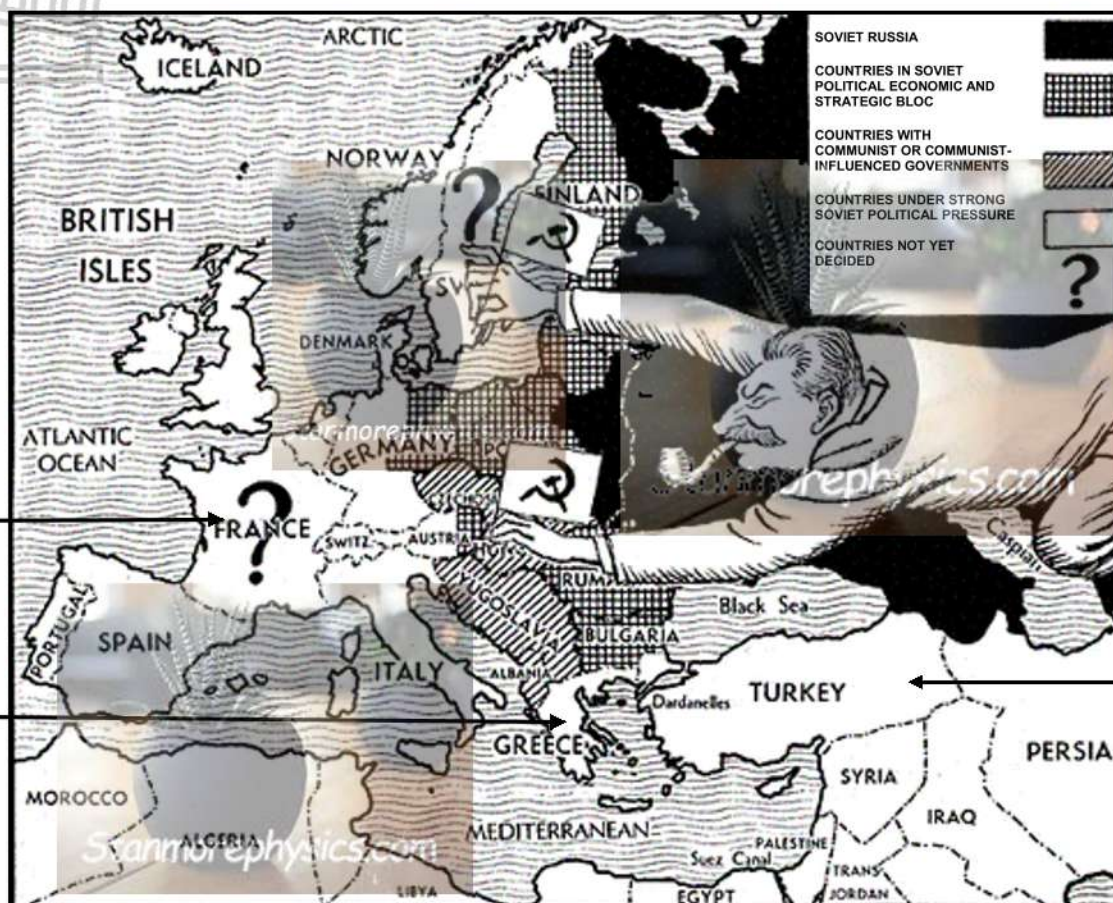 ARCTIC
ICELAND
SOVIET RUSSIA
COUNTRIES IN SOVIET
POLITICAL ECONOMIC AND
STRATEGIC BLOC
COUNTRIES WITH
COMMUNIST OR COMMUNIST-
INFLUENCED GOVERNMENTS
COUNTRIES UNDER STRONG
SOVIET POLITICAL PRESSURE
COUNTRIES NOT YET
DECIDED
?
NORWAY
?
FINLAND
BRITISH
ISLES
DENMARK
ATLANTIC
OCEAN
GERMANY
Stanmorephysics.com
?
FRANCE
SWITZ.
AUSTRIA
Caspian
PORTUGAL
SPAIN
ITALY
YUGOSLAVIA
RUM
BULGARIA
Black Sea
ALBANIA
Dardanelles
TURKEY
GREECE
PERSIA
SYRIA
IRAQ
MOROCCO
ALGERIA
Stanmorephysics.com
MEDITERRANEAN
PALESTINE
Suez Canal
TRANS
JORDAN
LIBYA
EGYPT